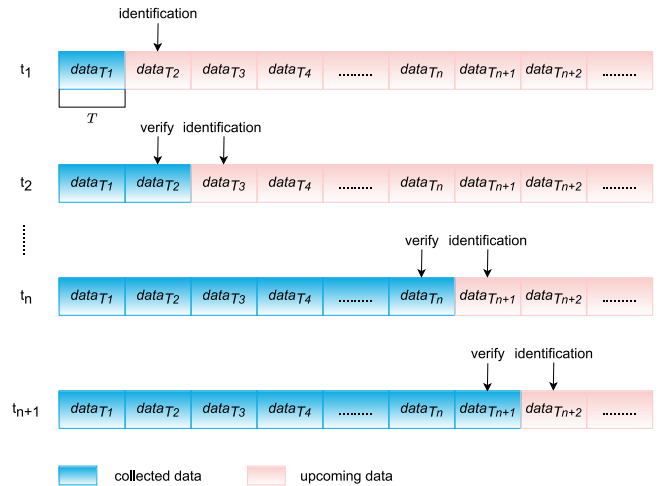 identification
t1 dataT1 dataT2 dataT3 dataT4 ......... dataTn dataTn+1 dataTn+2 .........
T
verify identification
t2 dataT1 dataT2 dataT3 dataT4 ......... dataTn dataTn+1 dataTn+2 .........
verify identification
tn dataT1 dataT2 dataT3 dataT4 ......... dataTn dataTn+1 dataTn+2 .........
verify identification
tn+1 dataT1 dataT2 dataT3 dataT4 ......... dataTn dataTn+1 dataTn+2 .........
collected data upcoming data